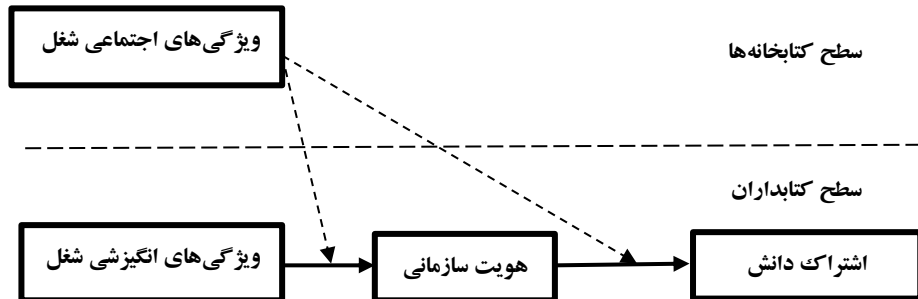 ویژگی‌های اجتماعی شغل
سطح کتابخانه‌ها
سطح کتابداران
ویژگی‌های انگیزشی شغل
هویت سازمانی
اشتراک دانش